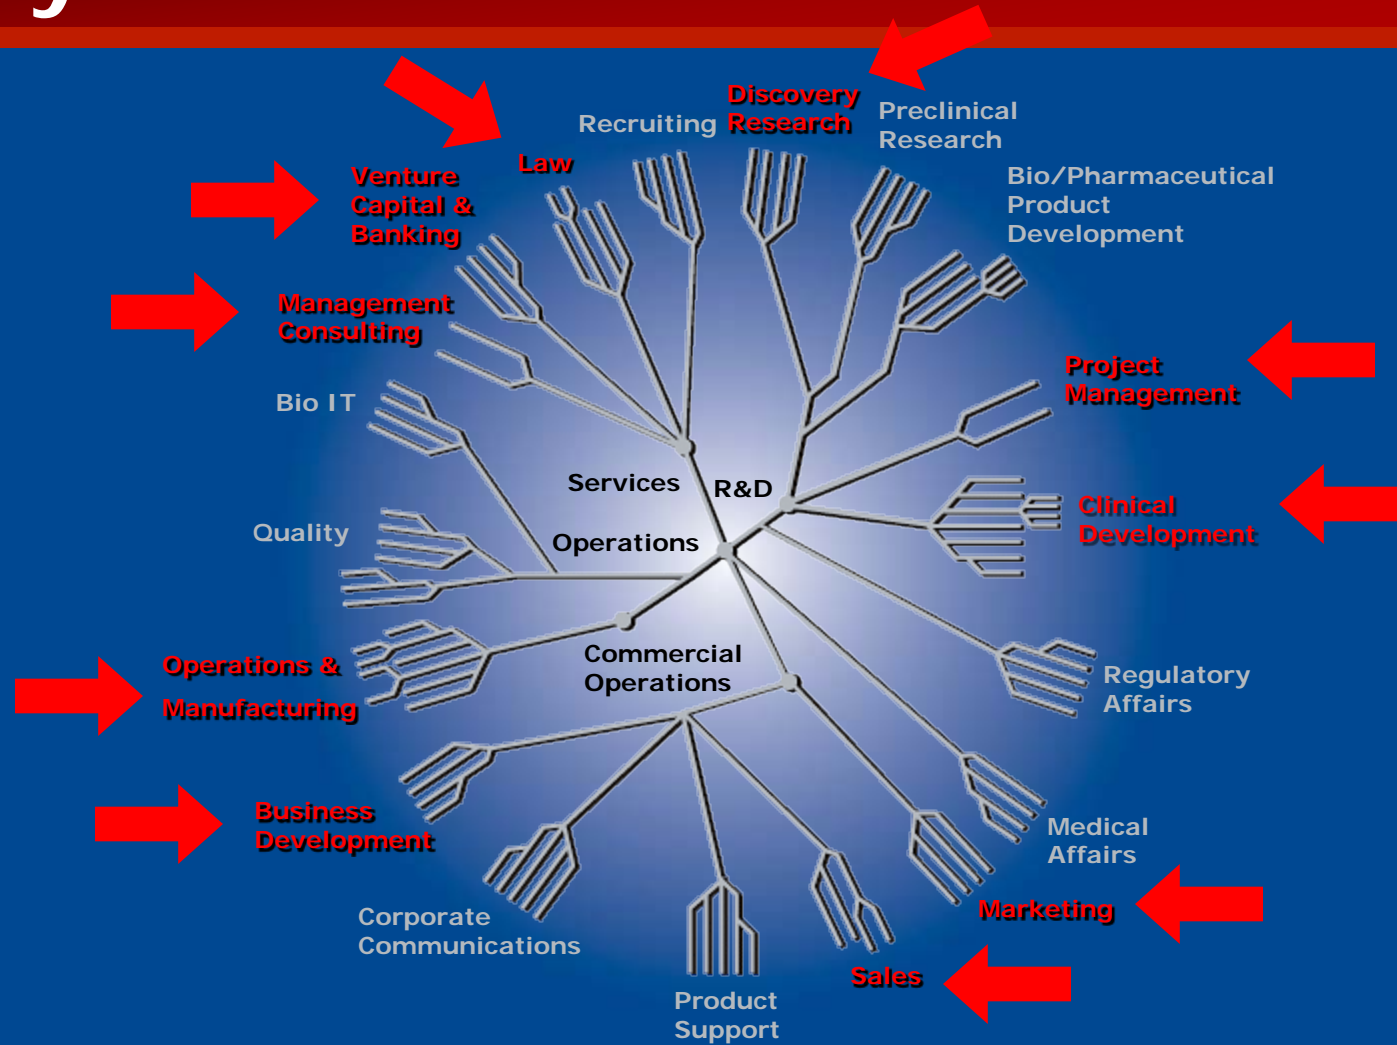 y
Discovery
Research
Recruiting
Preclinical
Research
Law
Venture
Capital &
Banking
Bio/Pharmaceutical
Product
Development
Management
Consulting
Project
Management
Bio IT
Services
R&D
Clinical
Development
Quality
Operations
Commercial
Operations
Operations &
Manufacturing
Regulatory
Affairs
Business
Development
Medical
Affairs
Marketing
Corporate
Communications
Sales
Product
Support